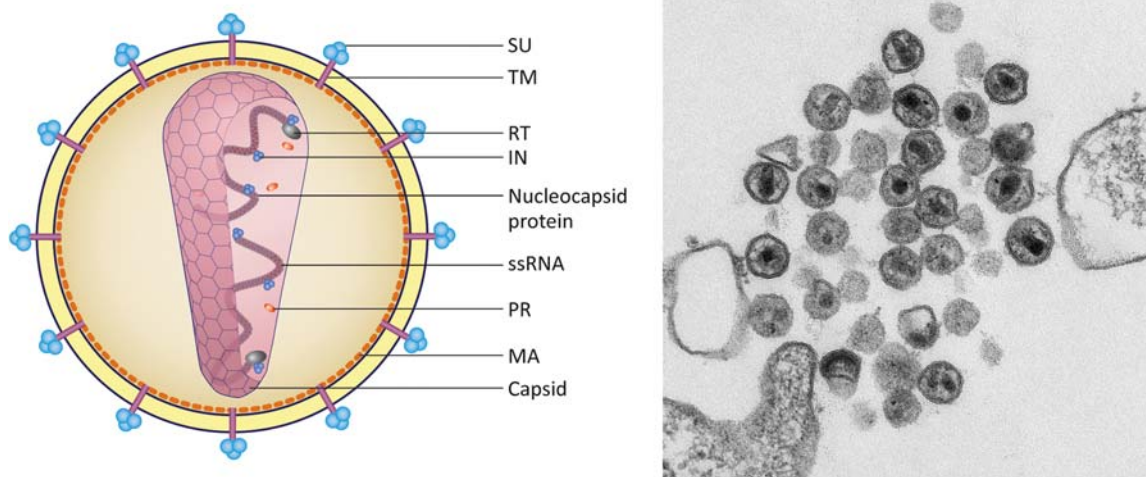 SU
TM
RT
IN
Nucleocapsid
protein
ssRNA
PR
MA
Capsid